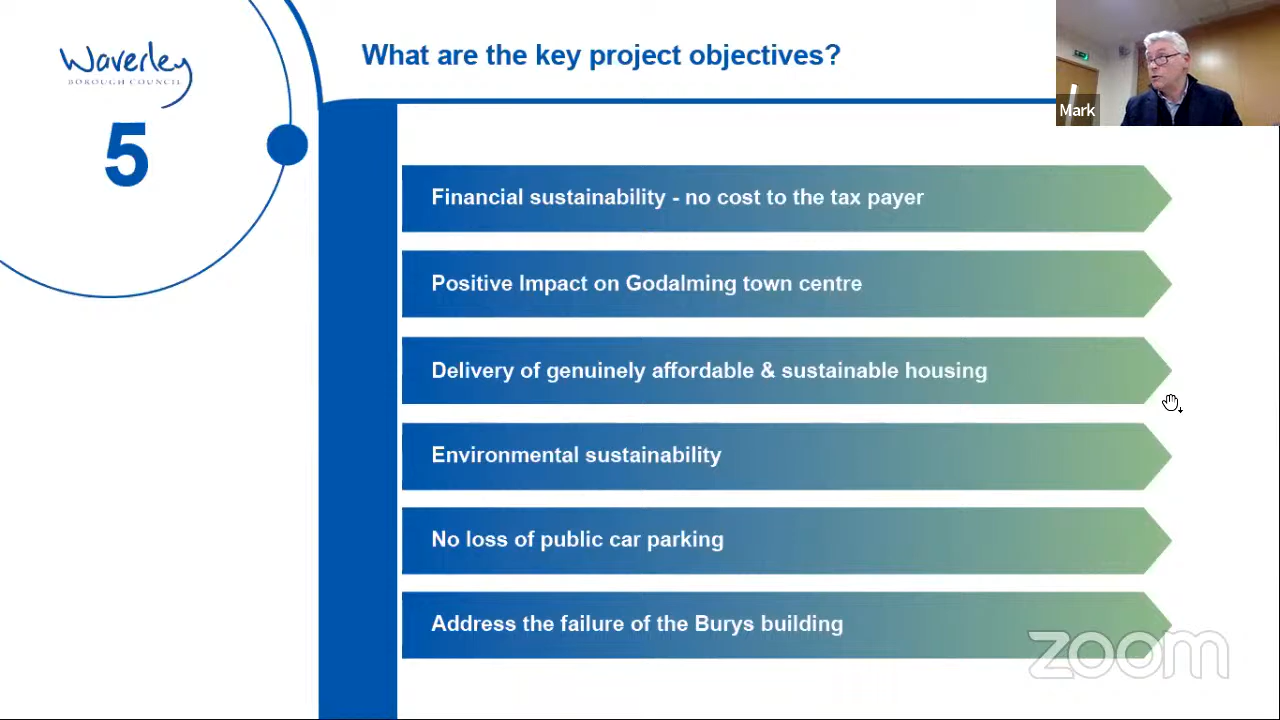 Waverley
BOROUGH COUNCIL
5
What are the key project objectives?
Mark
Financial sustainability - no cost to the tax payer
Positive Impact on Godalming town centre
Delivery of genuinely affordable & sustainable housing
Environmental sustainability
No loss of public car parking
Address the failure of the Burys building
zoom